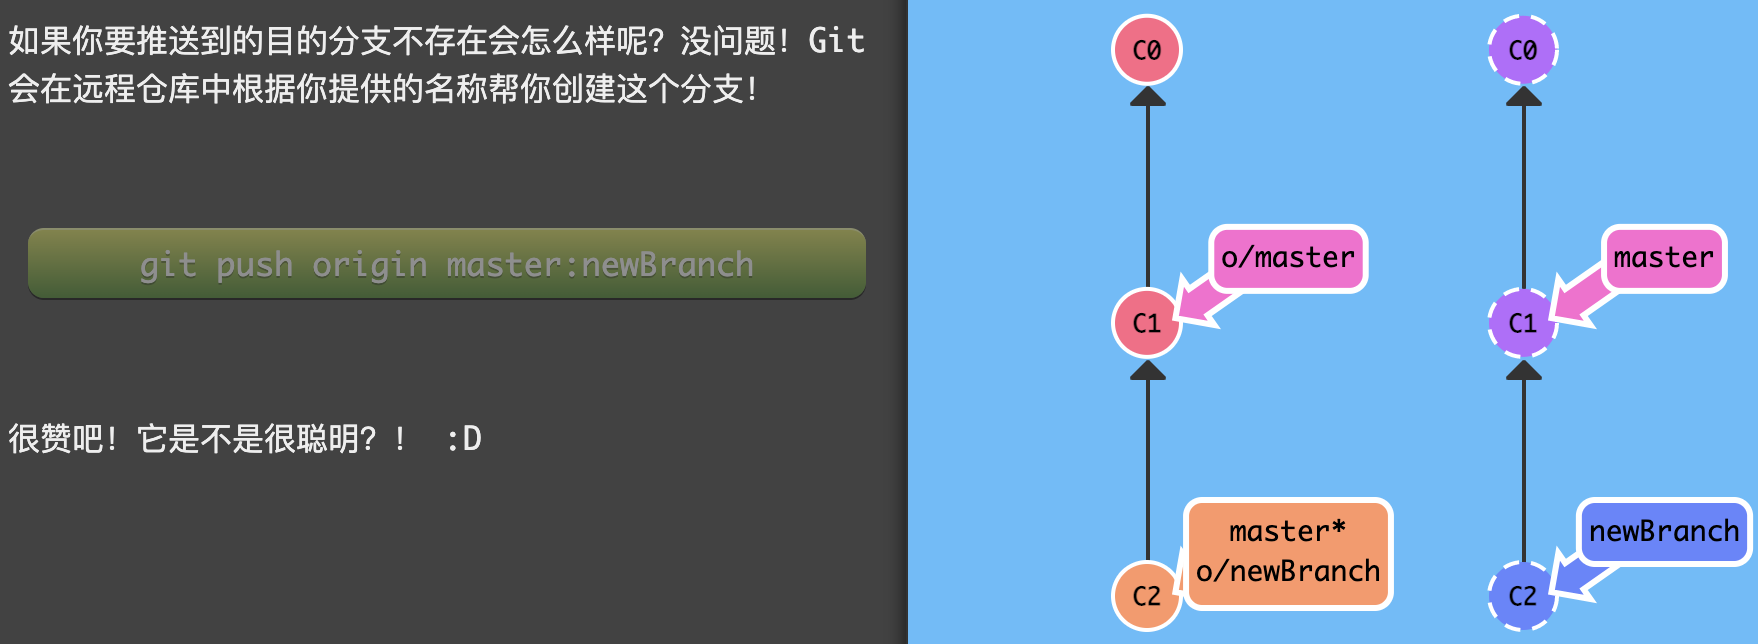 如果你要推送到的目的分支不存在会怎么样呢？没问题！Git
会在远程仓库中根据你提供的名称帮你创建这个分支！
git push origin master:newBranch
很赞吧！它是不是很聪明？！ :D
C0
o/master
C1
master*
o/newBranch
C2
C0
master
C1
newBranch
C2